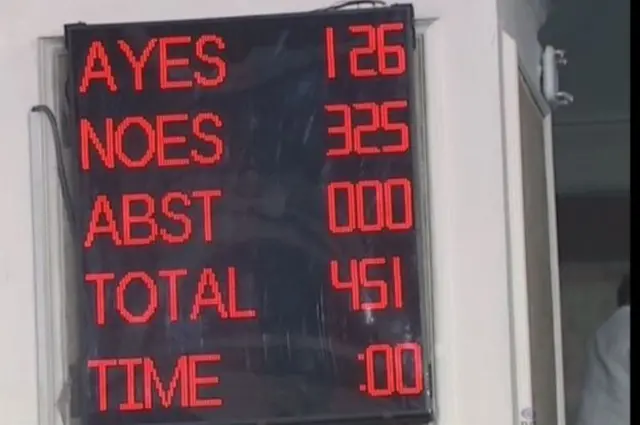 AYES 126
NOES 325
ABST 000
TOTAL 451
TIME :00